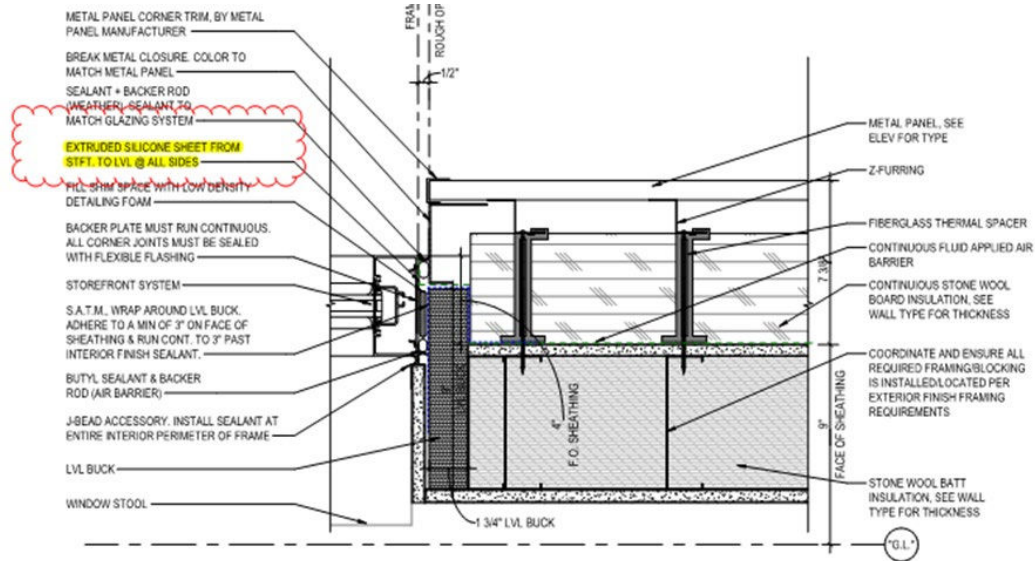 METAL PANEL CORNER TRIM, BY METAL
PANEL MANUFACTURER
BREAK METAL CLOSURE. COLOR TO
MATCH METAL PANEL
SEALANT + BACKER ROD
(WEATHER). SEALANT TO
MATCH GLAZING SYSTEM
EXTRUDED SILICONE SHEET FROM
STFT. TO LVL @ ALL SIDES
FILL SHIM SPACE WITH LOW DENSITY
DETAILING FOAM
BACKER PLATE MUST RUN CONTINUOUS.
ALL CORNER JOINTS MUST BE SEALED
WITH FLEXIBLE FLASHING
STOREFRONT SYSTEM
S.A.T.M., WRAP AROUND LVL BUCK.
ADHERE TO A MIN OF 3" ON FACE OF
SHEATHING & RUN CONT. TO 3" PAST
INTERIOR FINISH SEALANT.
BUTYL SEALANT & BACKER
ROD (AIR BARRIER)
J-BEAD ACCESSORY. INSTALL SEALANT AT
ENTIRE INTERIOR PERIMETER OF FRAME
LVL BUCK
WINDOW STOOL
FRAM
ROUGH OP
1/2"
4"
F.O. SHEATHING
1 3/4" LVL BUCK
METAL PANEL, SEE
ELEV FOR TYPE
Z-FURRING
FIBERGLASS THERMAL SPACER
CONTINUOUS FLUID APPLIED AIR
BARRIER
CONTINUIOUS STONE WOOL
BOARD INSULATION, SEE
WALL TYPE FOR THICKNESS
COORDINATE AND ENSURE ALL
REQUIRED FRAMING/BLOCKING
IS INSTALLED/LOCATED PER
EXTERIOR FINISH FRAMING
REQUIREMENTS
STONE WOOL BATT
INSULATION, SEE WALL
TYPE FOR THICKNESS
9"
FACE OF SHEATHING
"G.L."